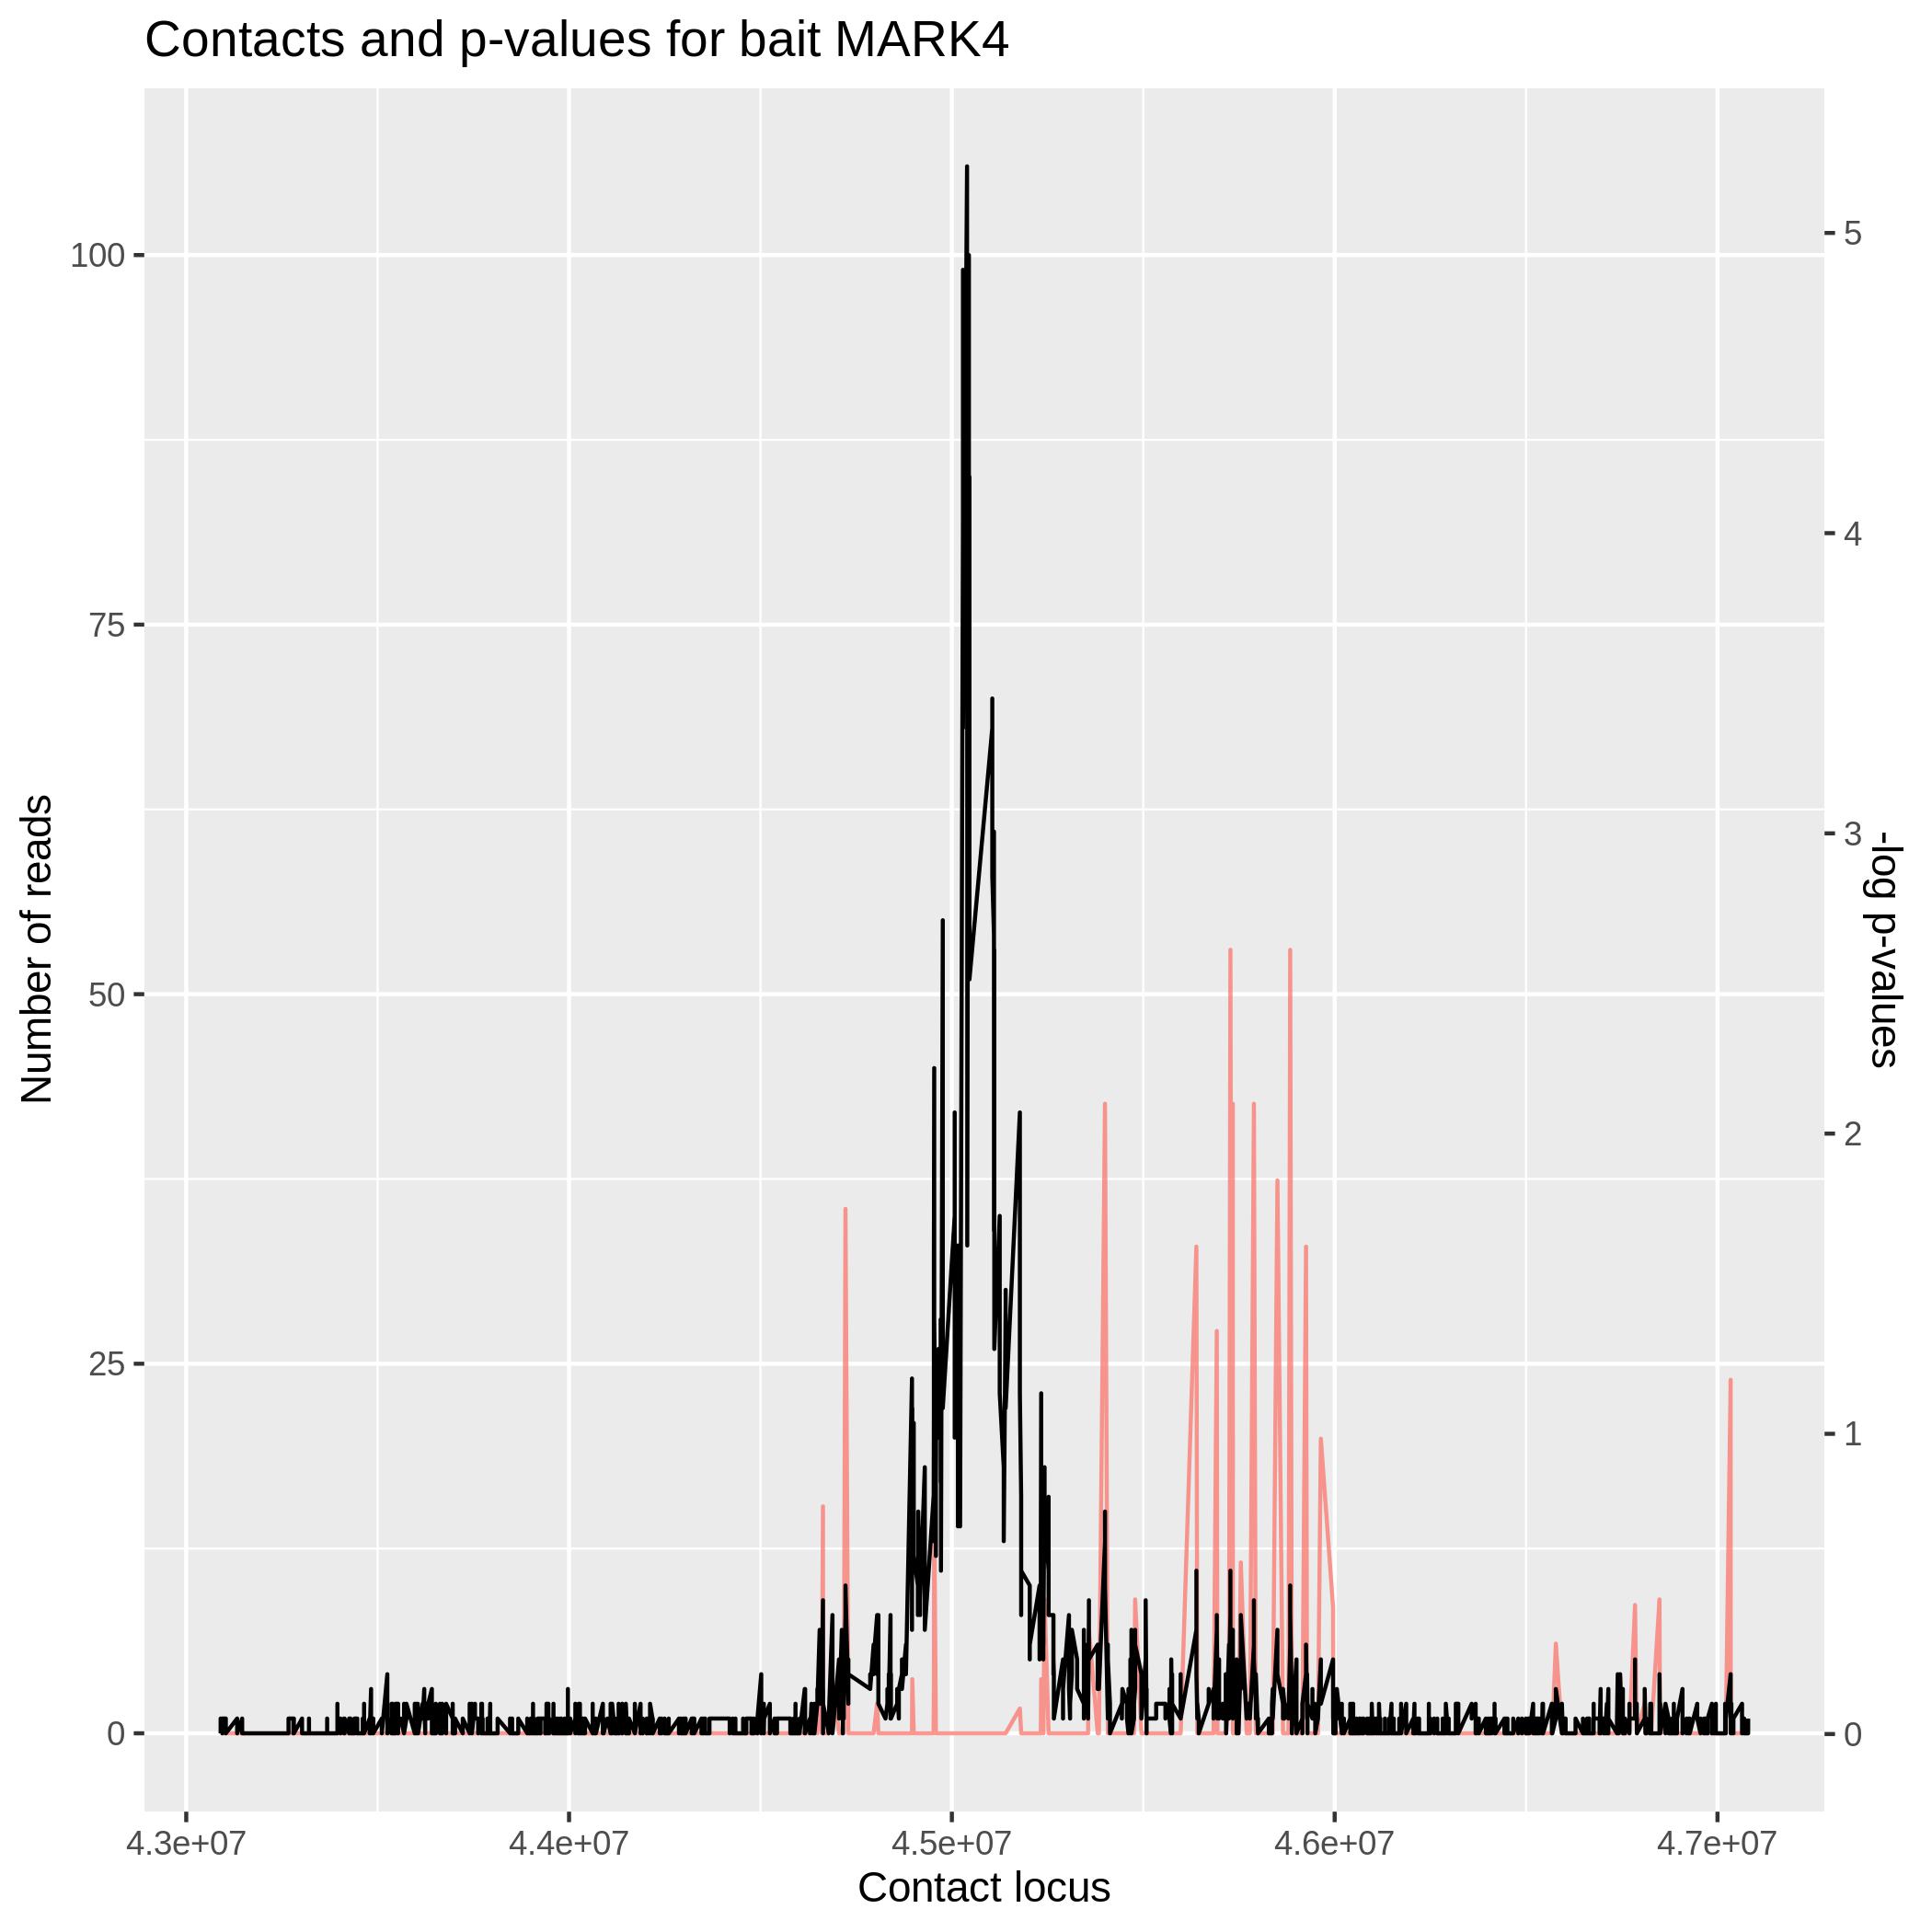 Contacts and p-values for bait MARK4
100
75
50
25
0
Number of reads
5
4
3
2
1
0
-log p-values
4.3e+07 4.4e+07 4.5e+07 4.6e+07 4.7e+07
Contact locus